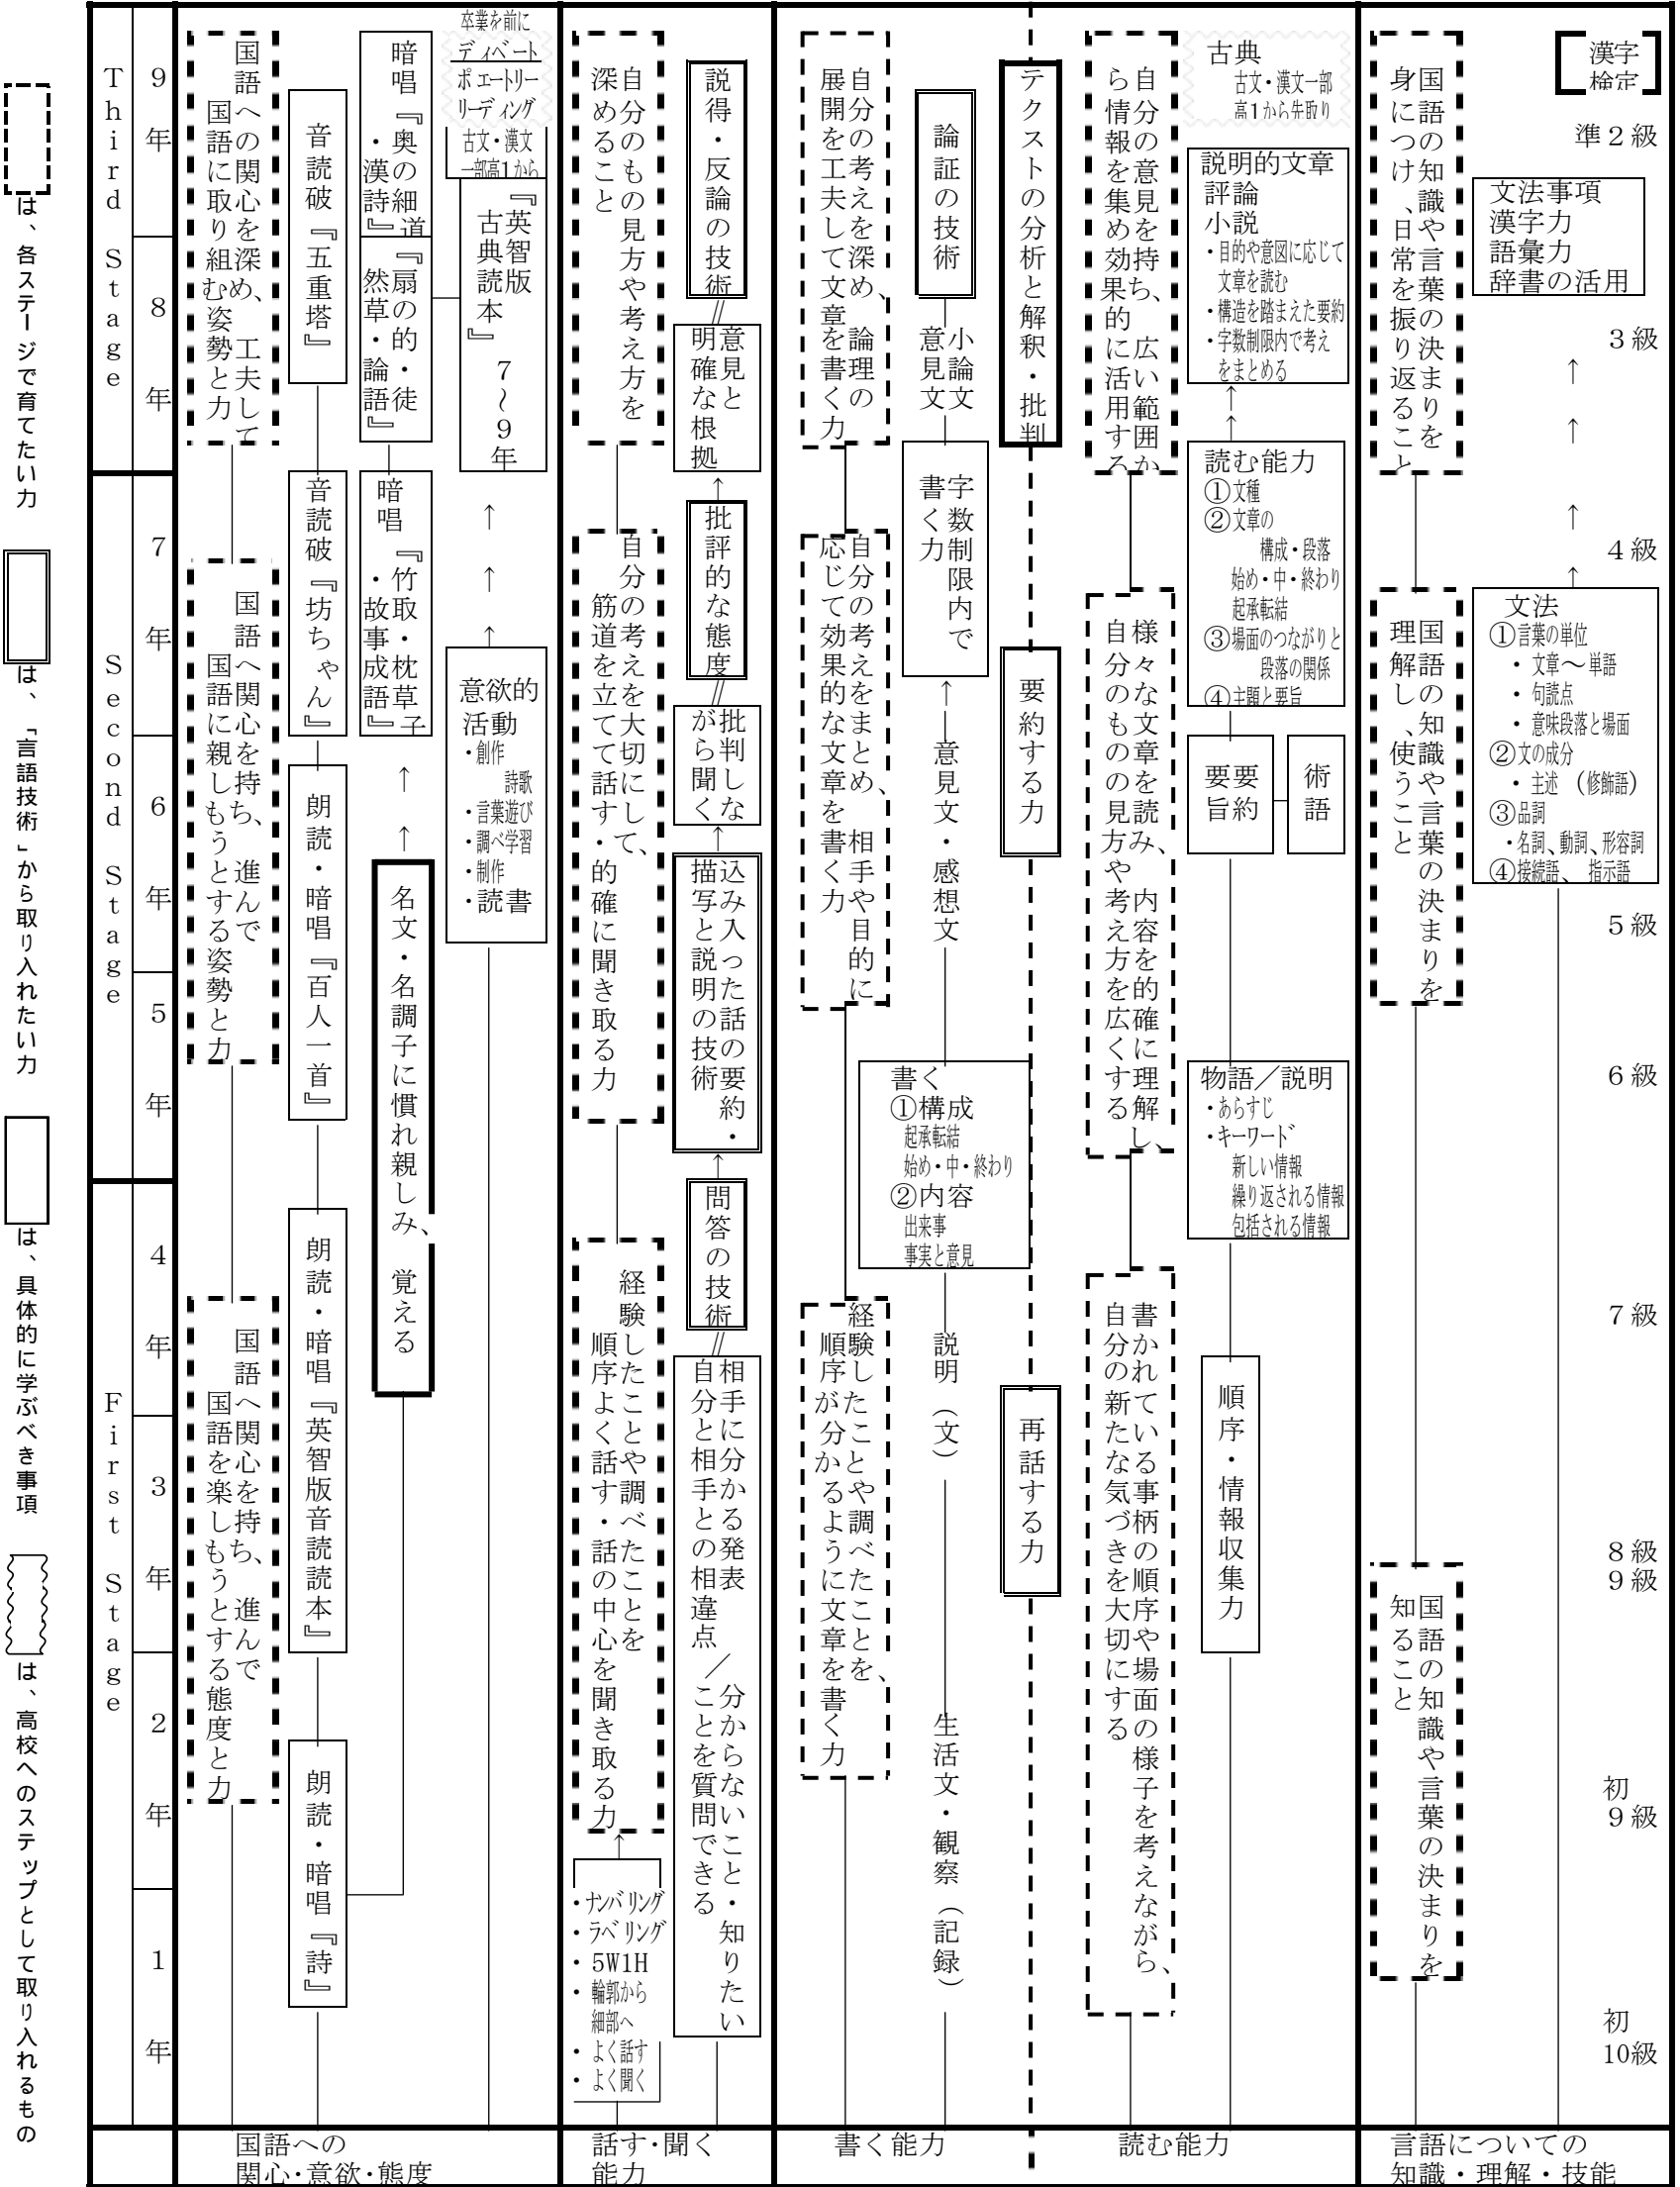 は、各ステージで育てたい力
は、「言語技術」から取り入れたい力
は、具体的に学ぶべき事項
は、高校へのステップとして取り入れるもの
Third Stage
Second Stage
First Stage
9年
8年
7年
6年
5年
4年
3年
2年
1年
国語への関心を深め、工夫して
国語に取り組む姿勢と力
国語へ関心を持ち、進んで
国語に親しもうとする姿勢と力
国語へ関心を持ち、進んで
国語を楽しもうとする態度と力
音読破『五重塔』
音読破『坊ちゃん』
朗読・暗唱『百人一首』
朗読・暗唱『英智版音読読本』
朗読・暗唱『詩』
暗唱『奥の細道
・漢詩』
『扇の的・徒
然草・論語』
暗唱『竹取・枕草子
・故事成語』
↑
↑
名文・名調子に慣れ親しみ、覚える
卒業を前に
ディベート
ポエートリー
リーディング
古文・漢文
一部高1から
『英智版
古典読本』
7〜9年
↑
↑
↑
意欲的
活動
・創作
詩歌
・言葉遊び
・調べ学習
・制作
・読書
国語への
関心・意欲・態度
自分のもの見方や考え方を
深めること
自分の考えを大切にして、
筋道を立てて話す・的確に聞き取る力
経験したことや調べたことを
順序よく話す・話の中心を聞き取る力
↑
・ナンバリング
・ラベリング
・5W1H
・輪郭から
細部へ
・よく話す
・よく聞く
説得・反論の技術
意見と
明確な根拠
↑
批評的な態度
批判しな
がら聞く
↑
込み入った話の要約・
描写と説明の技術
↑
問答の技術
相手に分かる発表／分からないこと・知りたい
自分と相手との相違点 ことを質問できる
話す・聞く
能力
自分の考えを深め、論理の
展開を工夫して文章を書く力
自分の考えをまとめ、相手や目的に
応じて効果的な文章を書く力
経験したことや調べたことを、
順序が分かるように文章を書く力
論証の技術
小論文
意見文
字数制限内で
書く力
↑
意見文・感想文
書く
①構成
起承転結
始め・中・終わり
②内容
出来事
事実と意見
説明（文）
生活文・観察（記録）
書く能力
テクストの分析と解釈・批判
要約する力
再話する力
自分の意見を持ち、広い範囲か
ら情報を集め効果的に活用する
様々な文章を読み、内容を的確に理解し、
自分のものの見方や考え方を広くする
書かれている事柄の順序や場面の様子を考えながら、
自分の新たな気づきを大切にする
古典
古文・漢文一部
高1から先取り
説明的文章
評論
小説
・目的や意図に応じて
文章を読む
・構造を踏まえた要約
・字数制限内で考え
をまとめる
↑
↑
読む能力
①文種
②文章の
構成・段落
始め・中・終わり
起承転結
③場面のつながりと
段落の関係
④主題と要旨
要約
要旨
術語
物語／説明
・あらすじ
・キーワード
新しい情報
繰り返される情報
包括される情報
順序・情報収集力
読む能力
国語の知識や言葉の決まりを
身につけ、日常を振り返ること
国語の知識や言葉の決まりを
理解し、使うこと
国語の知識や言葉の決まりを
知ること
漢字
検定
準２級
文法事項
漢字力
語彙力
辞書の活用
３級
↑
↑
↑
４級
↑
文法
①言葉の単位
・文章〜単語
・句読点
・意味段落と場面
②文の成分
・主述（修飾語）
③品詞
・名詞、動詞、形容詞
④接続語、指示語
５級
６級
７級
８級
９級
初
９級
初
10級
言語についての
知識・理解・技能